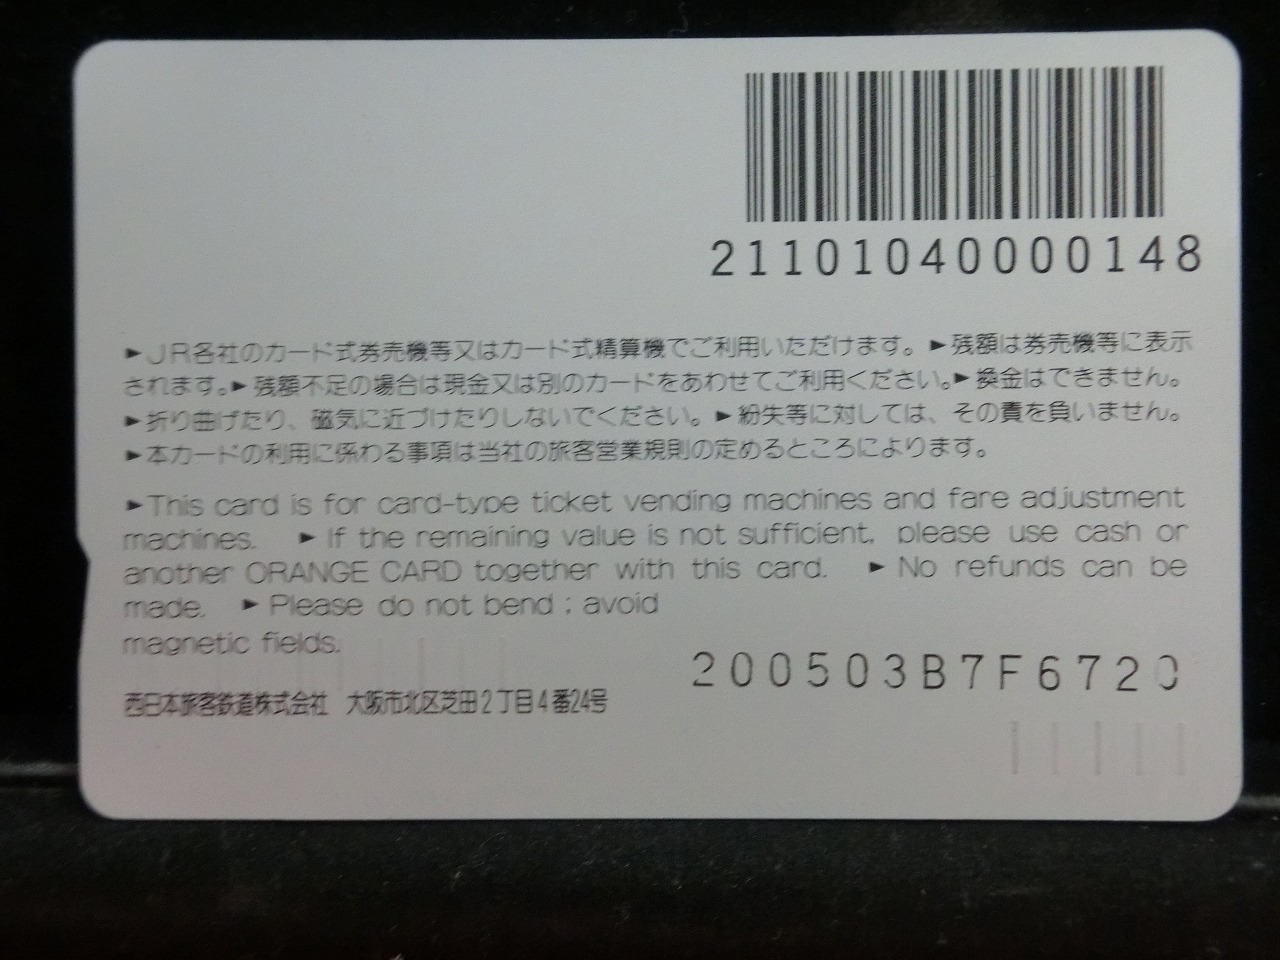 21101040000148
►JR各社のカード式券売機等又はカード式精算機でご利用いただけます。►残額は券売機等に表示
されます。►残額不足の場合は現金又は別のカードをあわせてご利用ください。►換金はできません。
►折り曲げたり、磁気に近づけたりしないでください。►紛失等に対しては、その責を負いません。
►本カードの利用に係わる事項は当社の旅客営業規則の定めるところによります。
►This card is for card-type ticket vending machines and fare adjustment
machines. ►If the remaining value is not sufficient, please use cash or
another ORANGE CARD together with this card. ►No refunds can be
made. ►Please do not bend ; avoid
magnetic fields.
200503B7F6720
西日本旅客鉄道株式会社 大阪市北区芝田2丁目4番24号